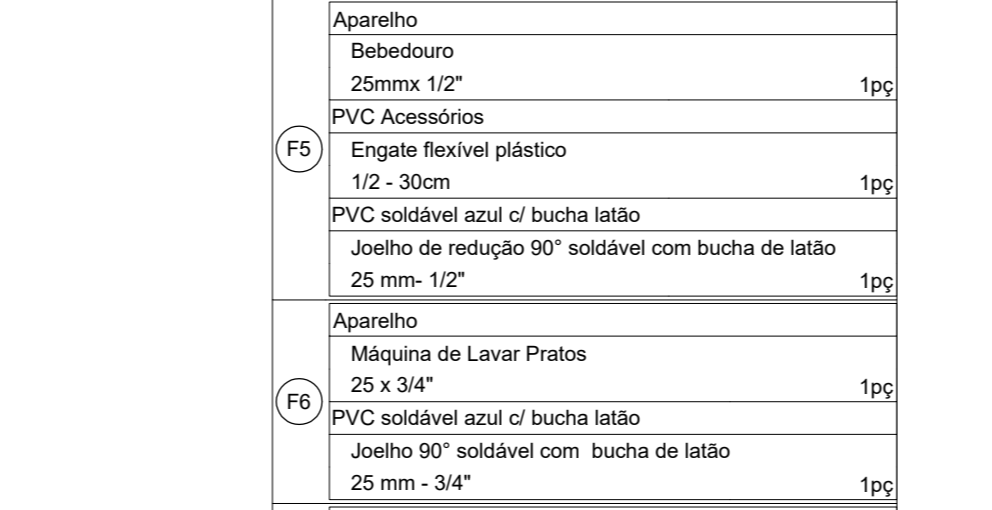 Aparelho
Bebedouro
25mmx 1/2" 1pç
PVC Acessórios
F5
Engate flexível plástico
1/2 - 30cm 1pç
PVC soldável azul c/ bucha latão
Joelho de redução 90° soldável com bucha de latão
25 mm- 1/2" 1pç
Aparelho
Máquina de Lavar Pratos
25 x 3/4" 1pç
F6
PVC soldável azul c/ bucha latão
Joelho 90° soldável com  bucha de latão
25 mm - 3/4" 1pç